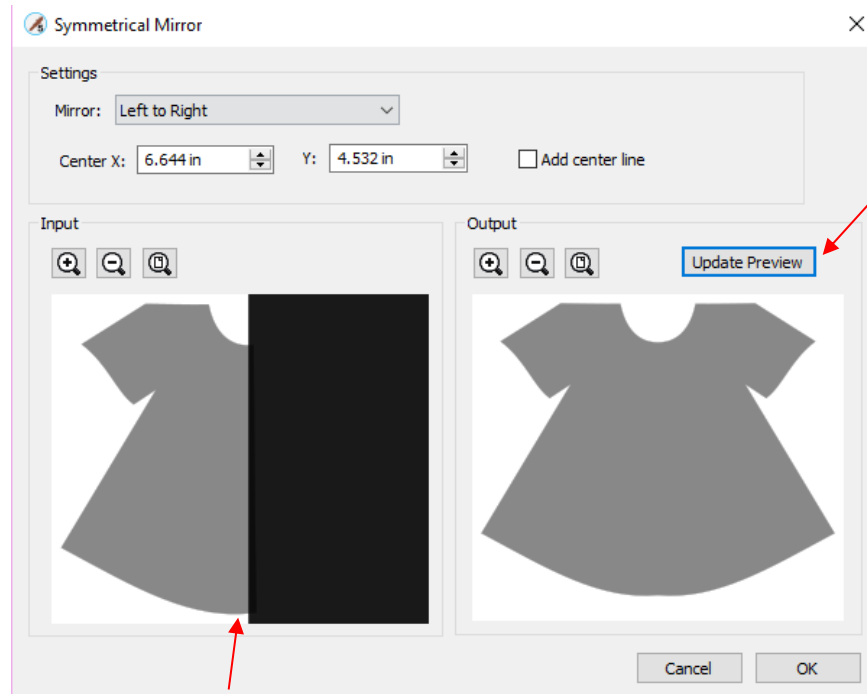 Symmetrical Mirror
Settings
Mirror: Left to Right
Center X: 6.644 in Y: 4.532 in Add center line
Input
Output
Update Preview
Cancel OK